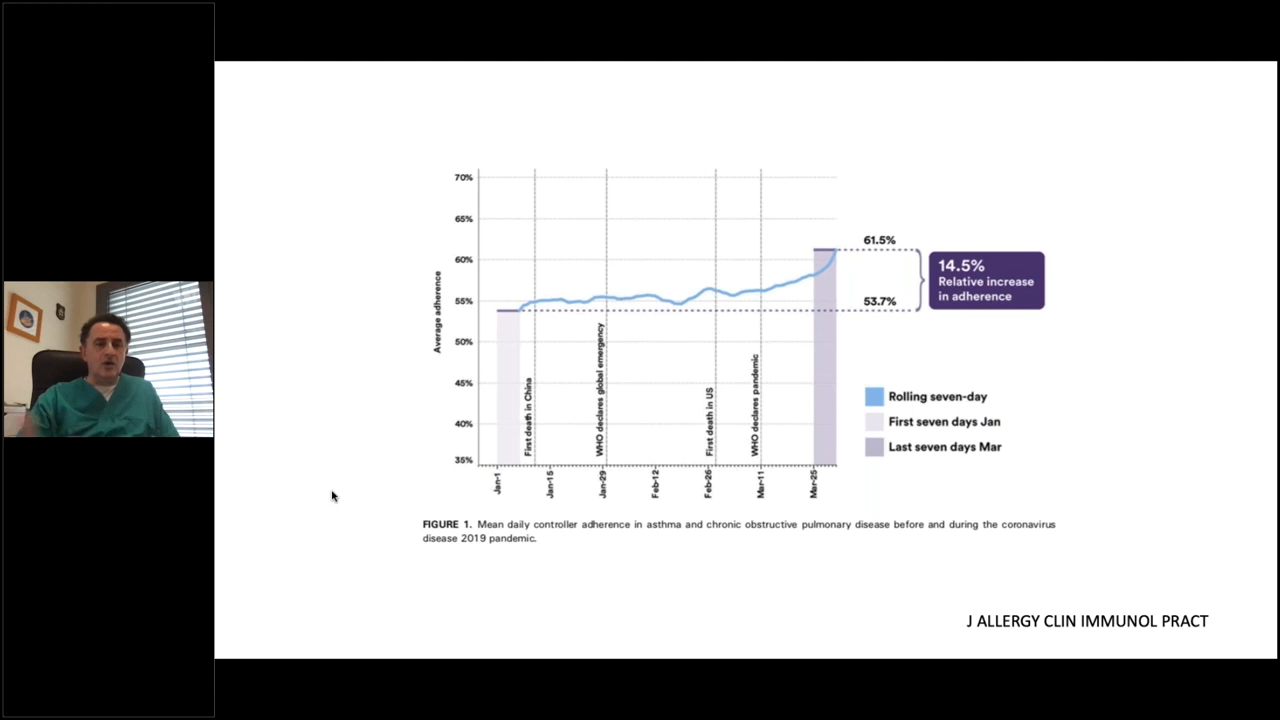 70%
65%
60%
55%
50%
45%
40%
35%
Average adherence
First death in China
WHO declares global emergency
First death in US
WHO declares pandemic
Jan-1
Jan-15
Jan-29
Feb-12
Feb-26
Mar-11
Mar-25
61.5%
53.7%
14.5%
Relative increase
in adherence
Rolling seven-day
First seven days Jan
Last seven days Mar
FIGURE 1. Mean daily controller adherence in asthma and chronic obstructive pulmonary disease before and during the coronavirus
disease 2019 pandemic.
J ALLERGY CLIN IMMUNOL PRACT